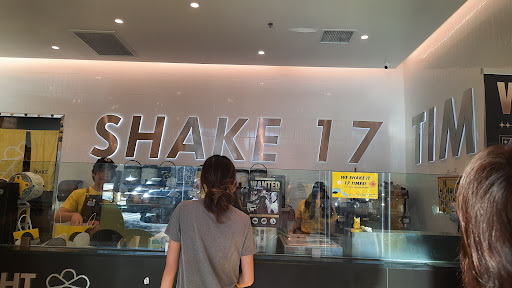 SHAKE 17 TIM
W
WANTED
WE SHAKE IT
17 TIMES
HT